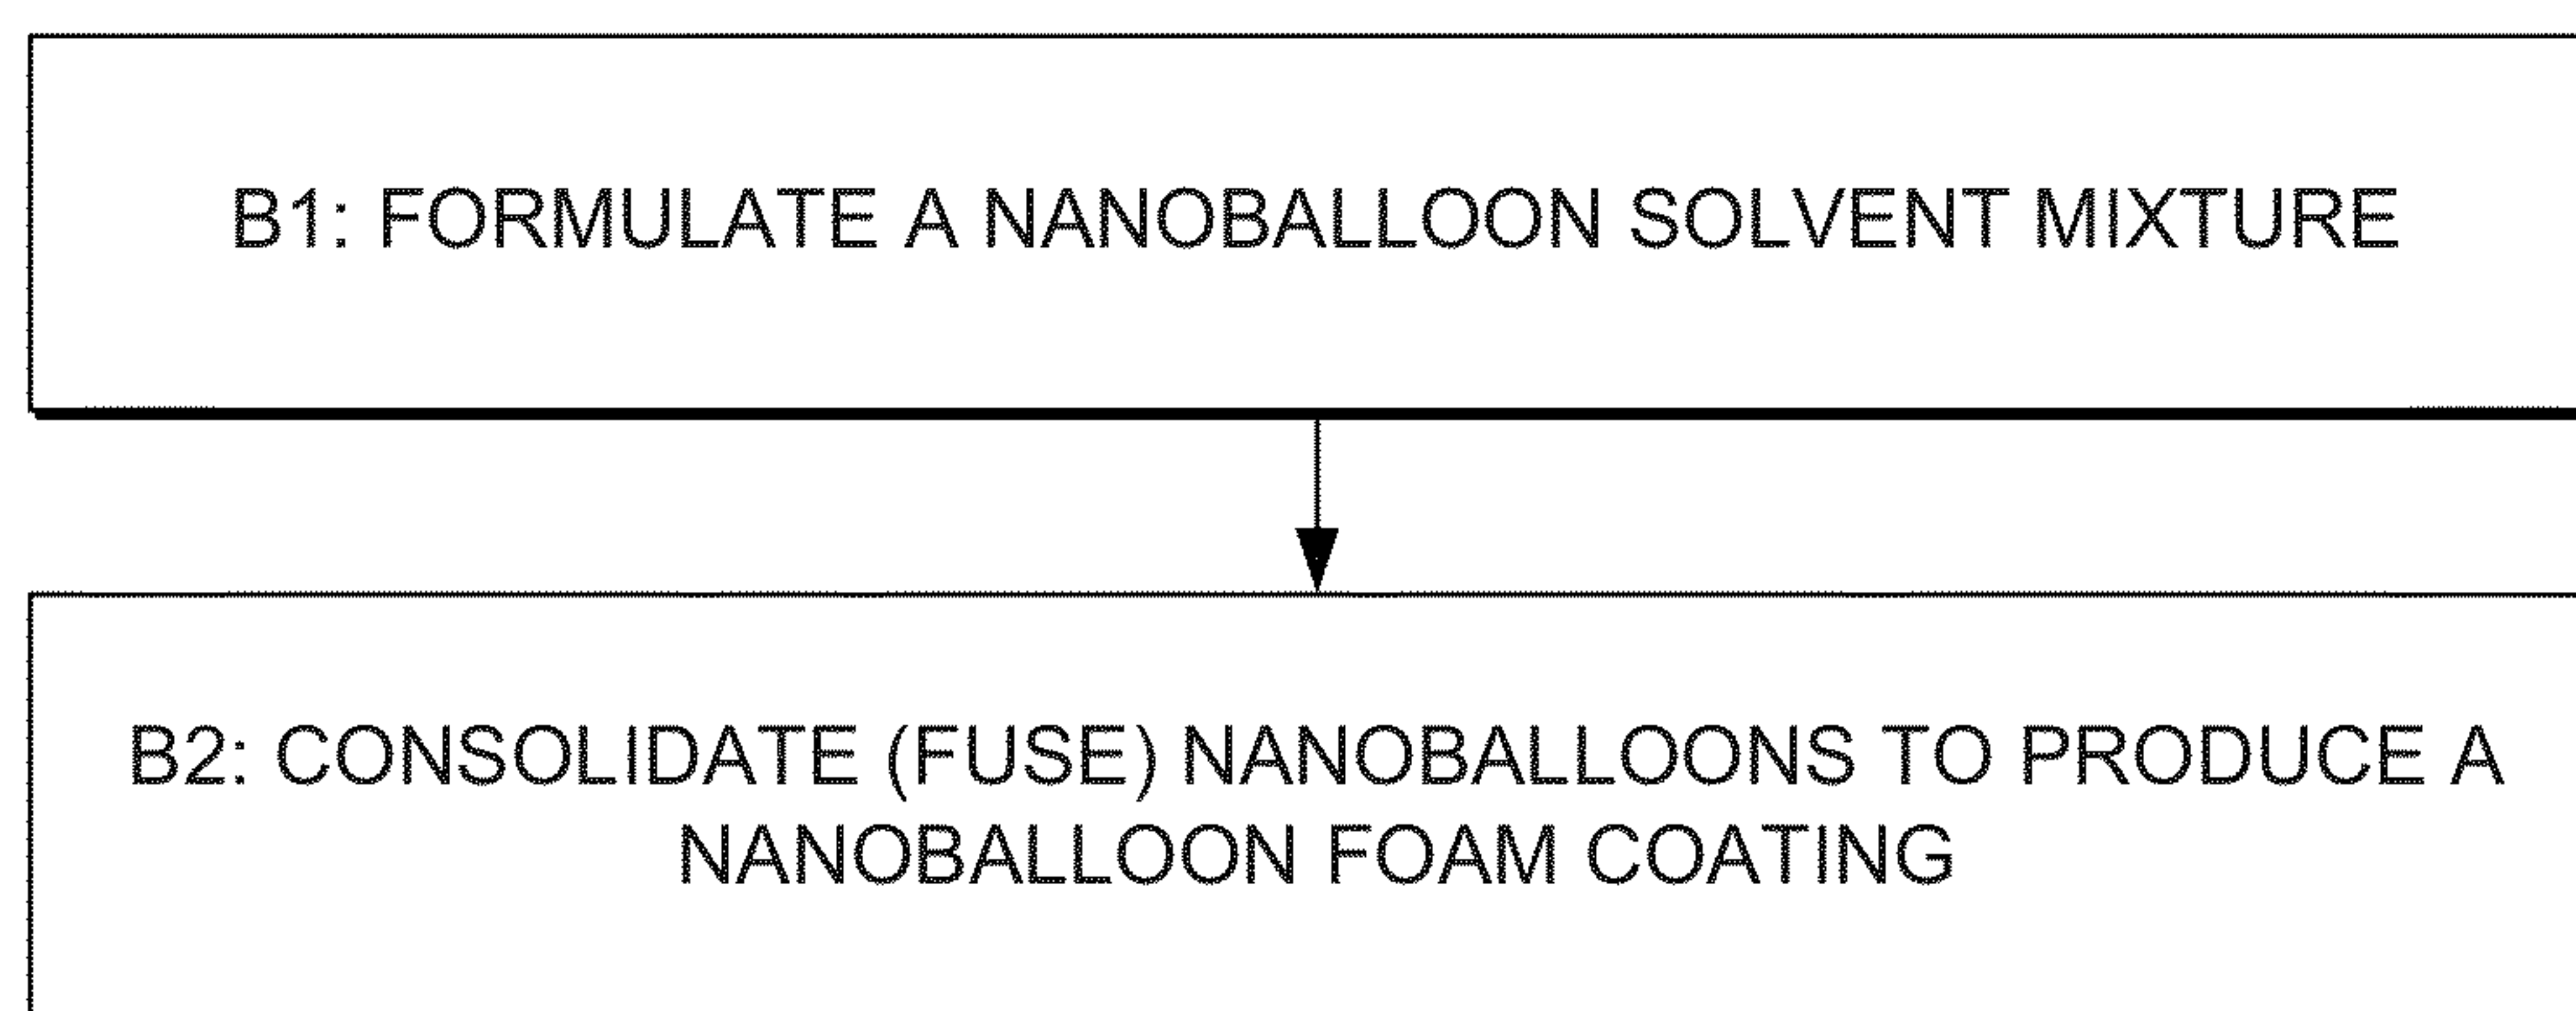 B1: FORMULATE A NANOBALLOON SOLVENT MIXTURE
B2: CONSOLIDATE (FUSE) NANOBALLOONS TO PRODUCE A
NANOBALLOON FOAM COATING